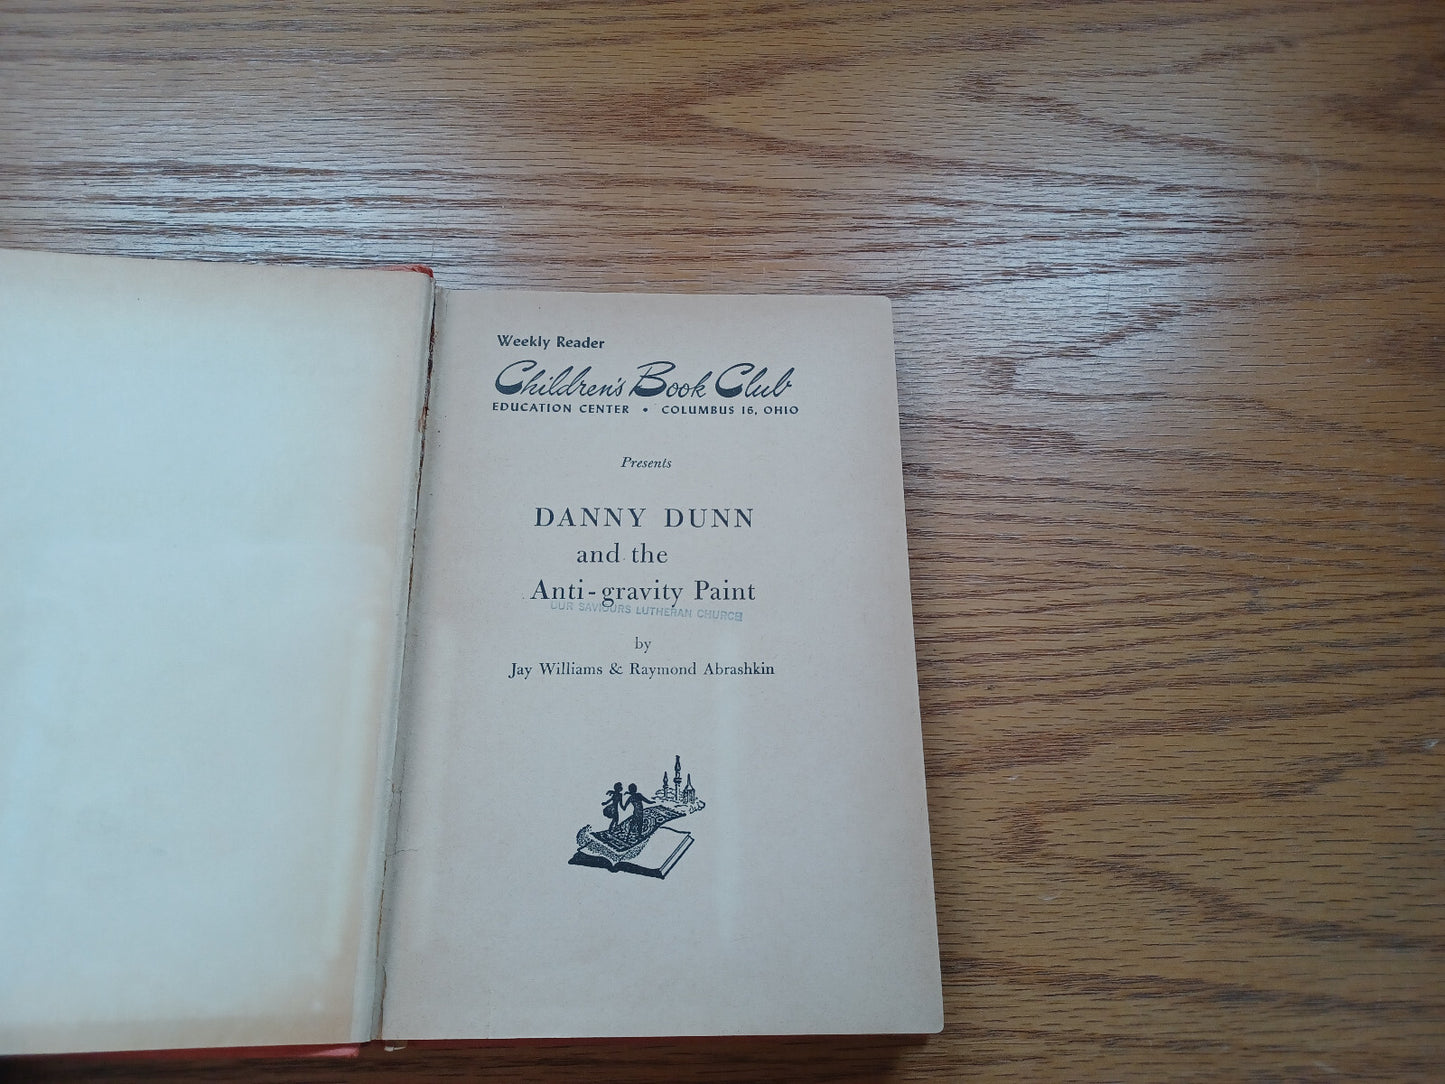 Weekly Reader
Children's Book Club
EDUCATION CENTER • COLUMBUS 16, OHIO
Presents
DANNY DUNN
and the
Anti-gravity Paint
OUR SAVIOURS LUTHERAN CHURCH
by
Jay Williams & Raymond Abrashkin